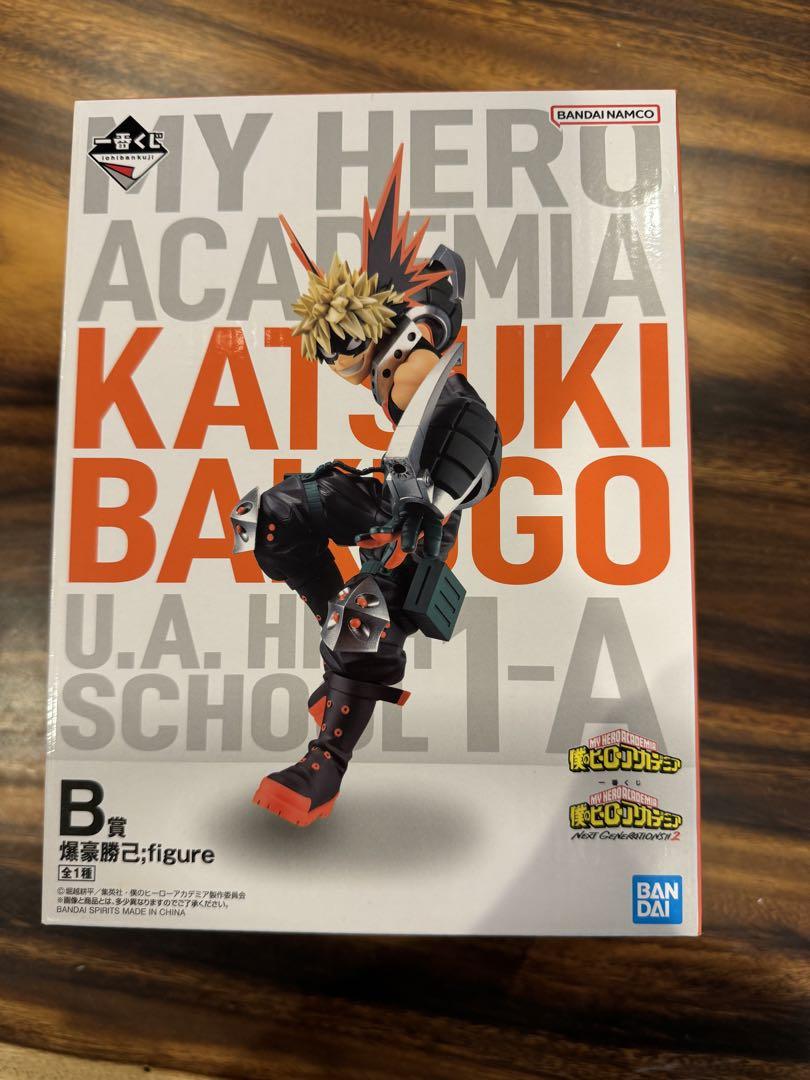 一番くじ
ichibankuji
BANDAI NAMCO
MY HERO
ACADEMIA
KATSUKI
BAKUGO
U.A. HIGH
SCHOOL 1-A
MY HERO ACADEMIA
僕のヒーローアカデミア
一番くじ
MY HERO ACADEMIA
僕のヒーローアカデミア
NEXT GENERATIONS!! 2
B賞
爆豪勝己;figure
全1種
©堀越耕平／集英社・僕のヒーローアカデミア製作委員会
※画像と商品とは、多少異なりますのでご了承ください。
BANDAI SPIRITS MADE IN CHINA
BAN
DAI